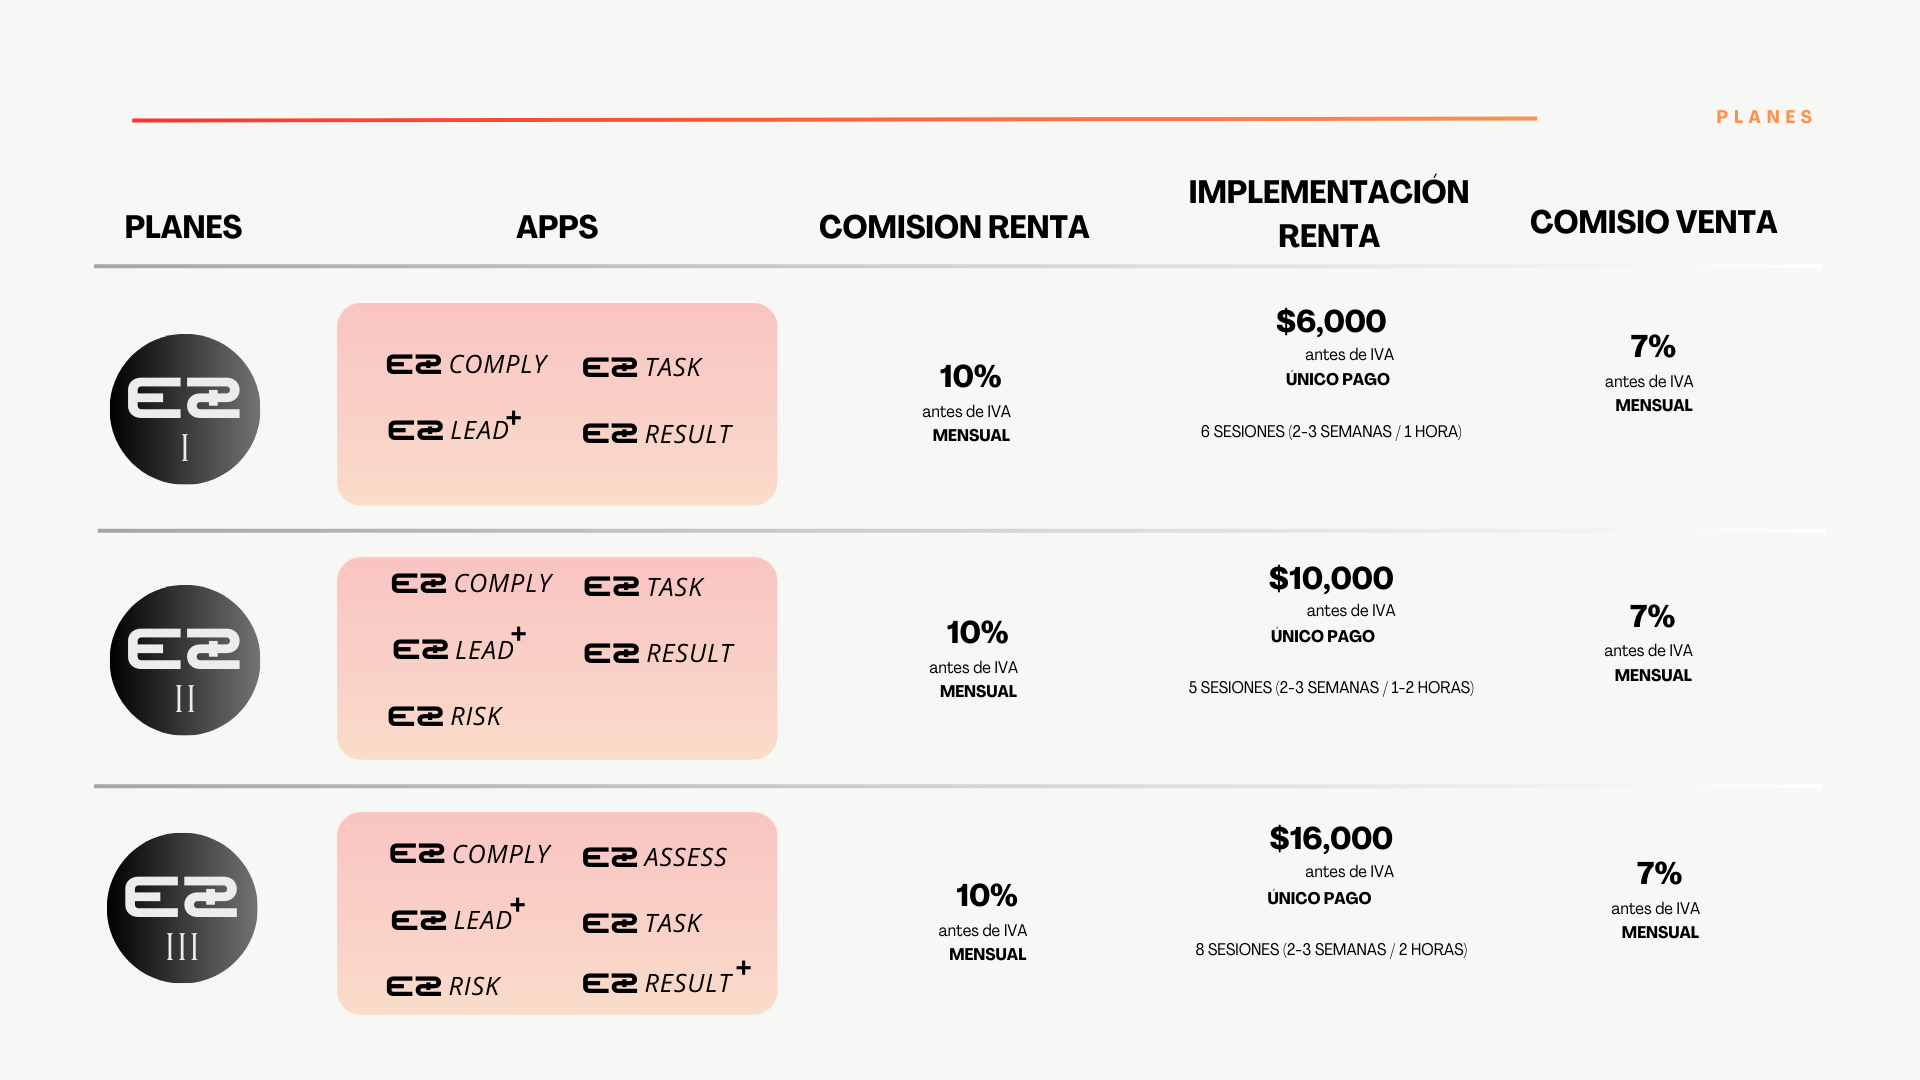 PLANES
PLANES
APPS
COMISION RENTA
IMPLEMENTACIÓN
RENTA
COMISIO VENTA
E2
I
E2 COMPLY
E2 TASK
E2 LEAD+
E2 RESULT
10%
antes de IVA
MENSUAL
$6,000
antes de IVA
ÚNICO PAGO
6 SESIONES (2-3 SEMANAS / 1 HORA)
7%
antes de IVA
MENSUAL
E2
II
E2 COMPLY
E2 TASK
E2 LEAD+
E2 RESULT
E2 RISK
10%
antes de IVA
MENSUAL
$10,000
antes de IVA
ÚNICO PAGO
5 SESIONES (2-3 SEMANAS / 1-2 HORAS)
7%
antes de IVA
MENSUAL
E2
III
E2 COMPLY
E2 ASSESS
E2 LEAD+
E2 TASK
E2 RISK
E2 RESULT+
10%
antes de IVA
MENSUAL
$16,000
antes de IVA
ÚNICO PAGO
8 SESIONES (2-3 SEMANAS / 2 HORAS)
7%
antes de IVA
MENSUAL